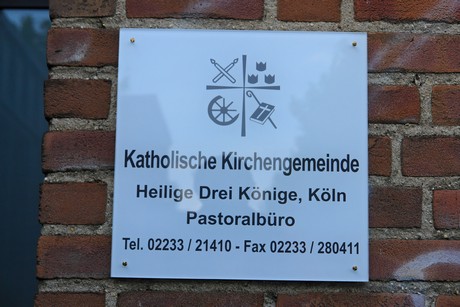 Katholische Kirchengemeinde
Heilige Drei Könige, Köln
Pastoralbüro
Tel. 02233 / 21410 - Fax 02233 / 280411